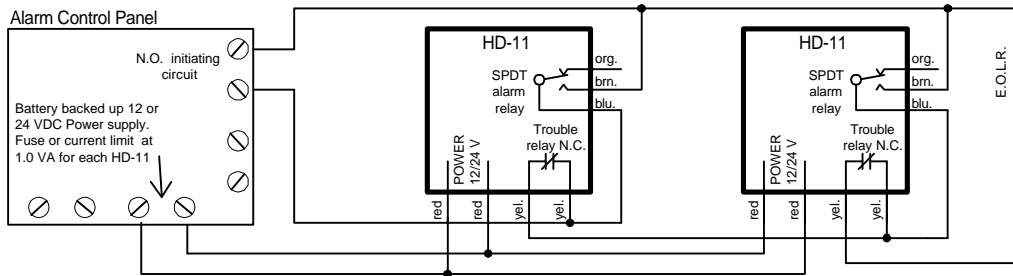 Alarm Control Panel
N.O. initiating
circuit
Battery backed up 12 or
24 VDC Power supply.
Fuse or current limit at
1.0 VA for each HD-11
HD-11
SPDT
alarm
relay
org.
brn.
blu.
Trouble
relay N.C.
POWER
12/24 V
red
red
yel.
yel.
HD-11
SPDT
alarm
relay
org.
brn.
blu.
Trouble
relay N.C.
POWER
12/24 V
red
red
yel.
yel.
E.O.L.R.